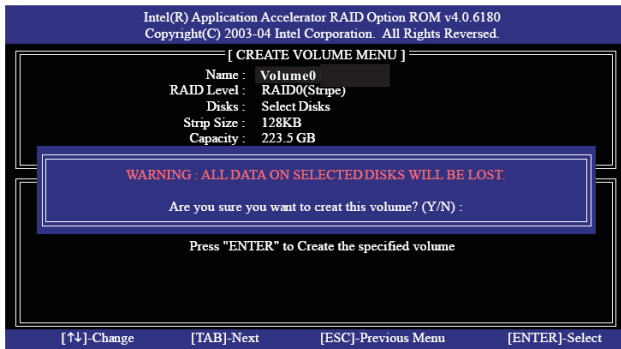 Intel(R) Application Accelerator RAID Option ROM v4.0.6180
Copyright(C) 2003-04 Intel Corporation. All Rights Reversed.
[ CREATE VOLUME MENU ]
Name : Volume0
RAID Level : RAID0(Stripe)
Disks : Select Disks
Strip Size : 128KB
Capacity : 223.5 GB
WARNING : ALL DATA ON SELECTED DISKS WILL BE LOST.
Are you sure you want to creat this volume? (Y/N) :
Press "ENTER" to Create the specified volume
[↑↓]-Change [TAB]-Next [ESC]-Previous Menu [ENTER]-Select